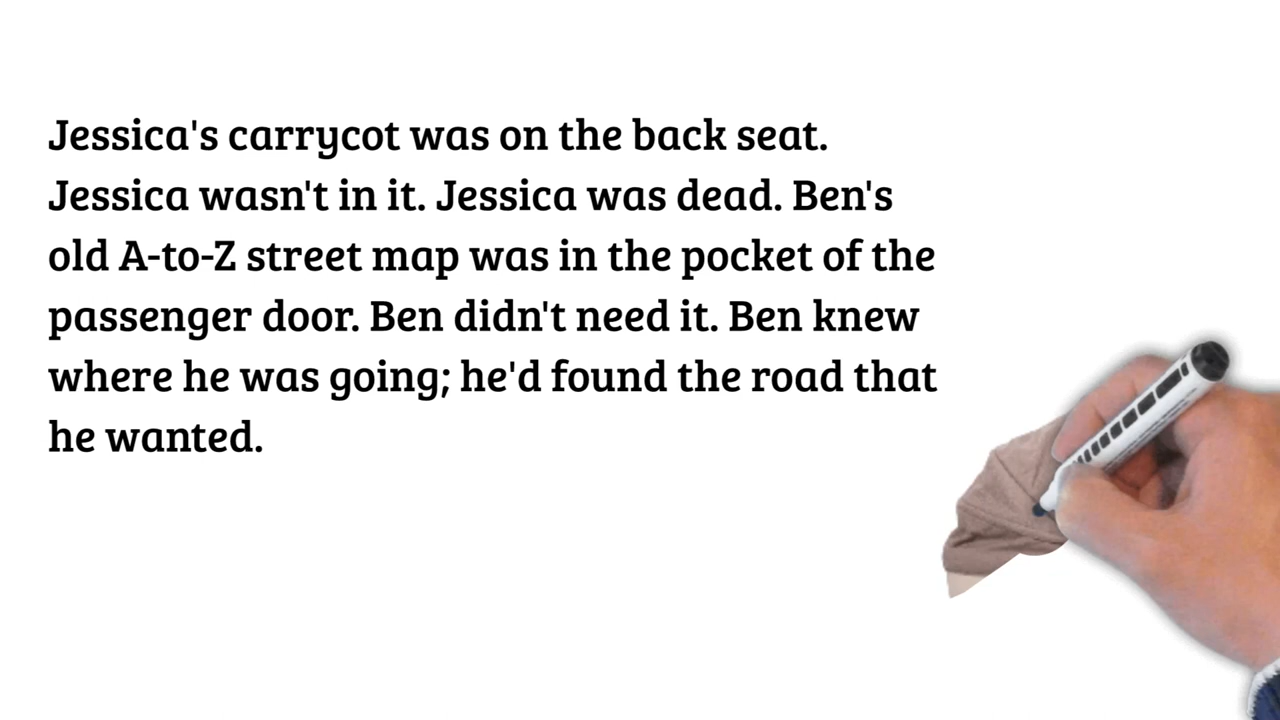 Jessica's carrycot was on the back seat.
Jessica wasn't in it. Jessica was dead. Ben's
old A-to-Z street map was in the pocket of the
passenger door. Ben didn't need it. Ben knew
where he was going; he'd found the road that
he wanted.